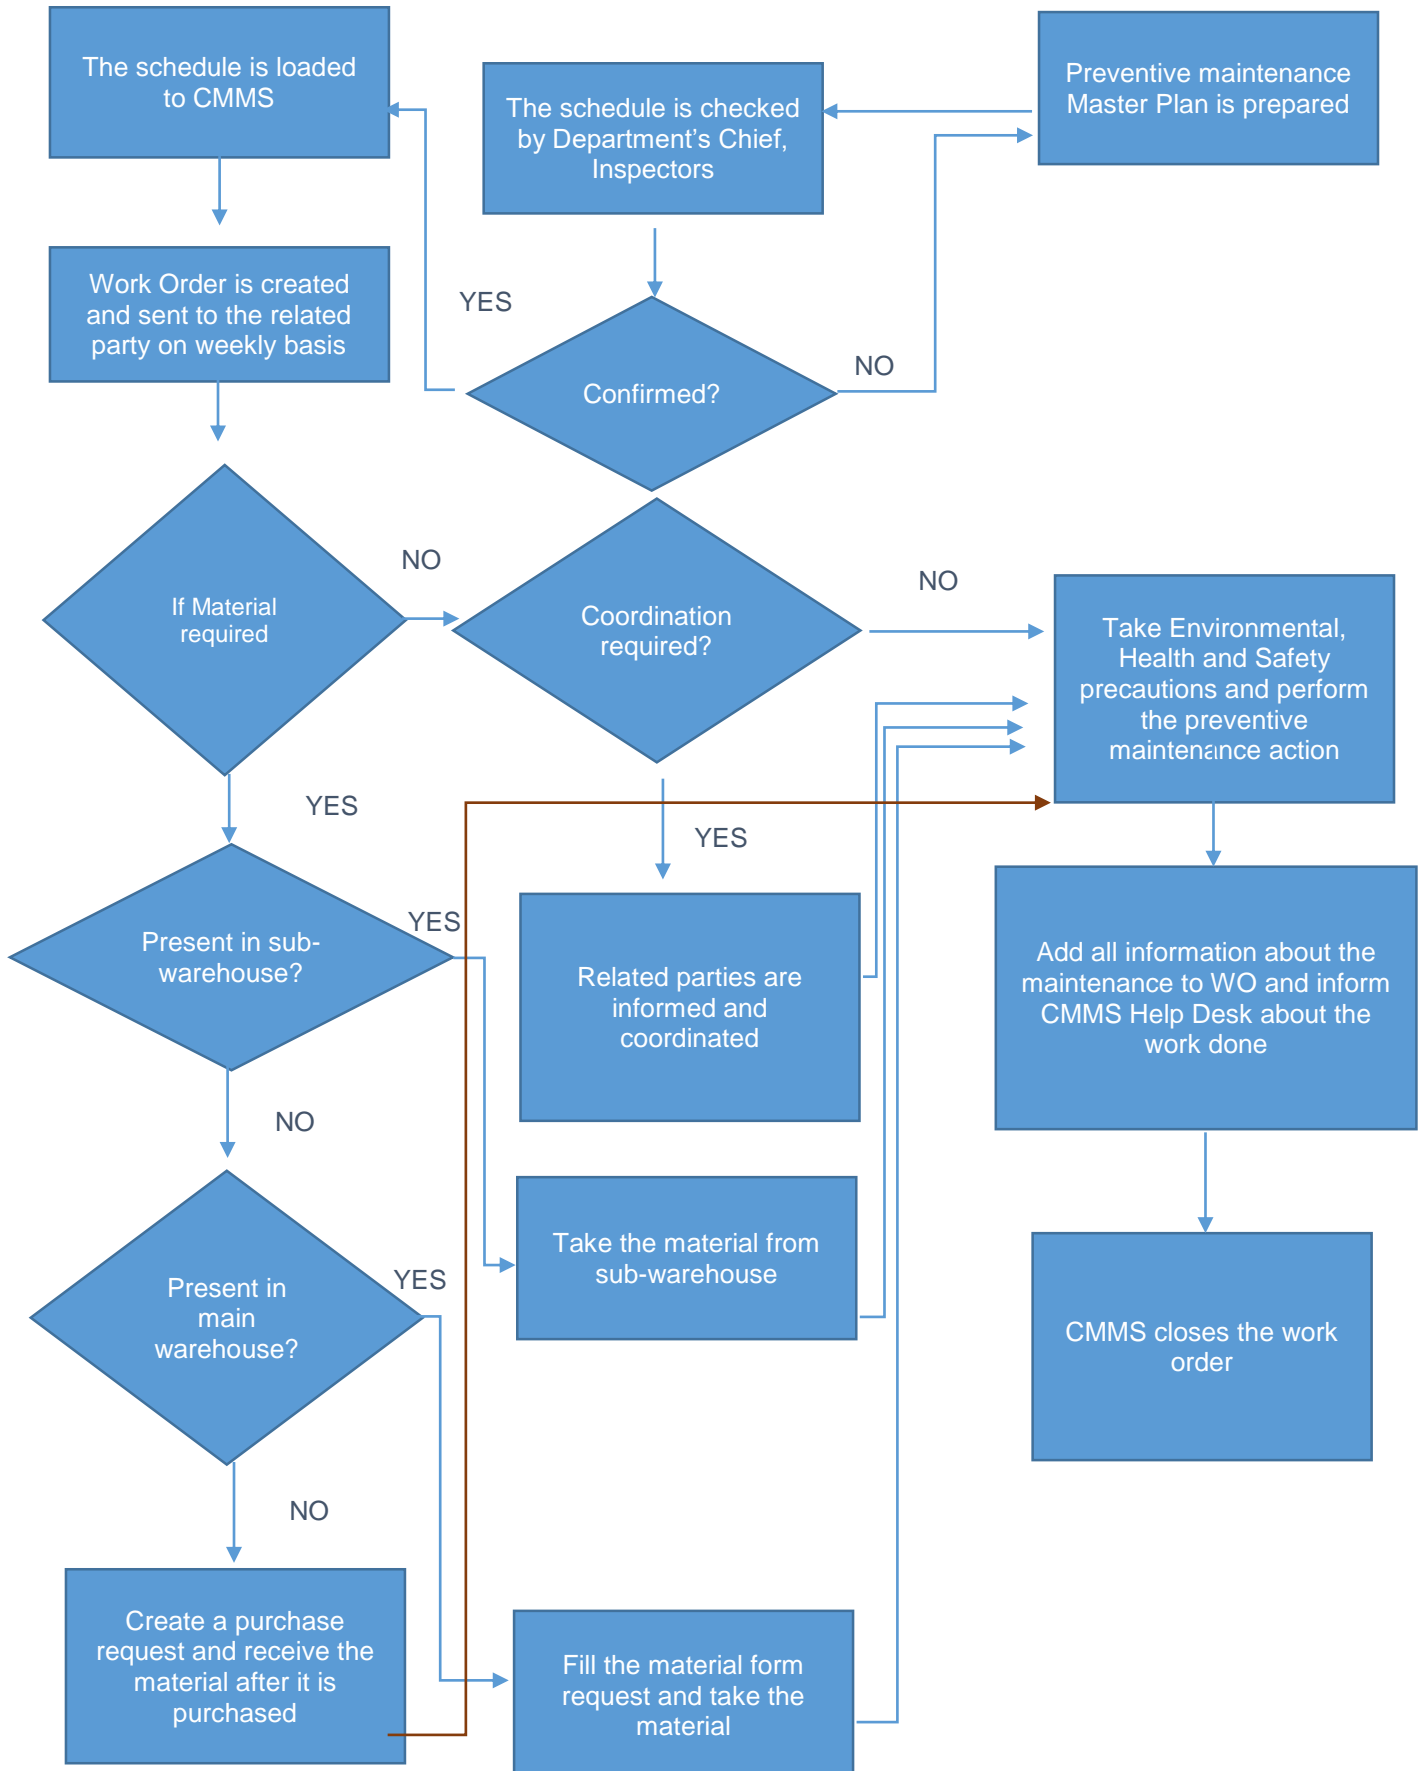 The schedule is loaded
to CMMS
The schedule is checked
by Department’s Chief,
Inspectors
Preventive maintenance
Master Plan is prepared
Work Order is created
and sent to the related
party on weekly basis
YES
Confirmed?
NO
If Material
required
NO
Coordination
required?
NO
Take Environmental,
Health and Safety
precautions and perform
the preventive
maintenance action
YES
YES
Present in sub-
warehouse?
YES
Related parties are
informed and
coordinated
Add all information about the
maintenance to WO and inform
CMMS Help Desk about the
work done
NO
Take the material from
sub-warehouse
Present in
main
warehouse?
YES
CMMS closes the work
order
NO
Create a purchase
request and receive the
material after it is
purchased
Fill the material form
request and take the
material